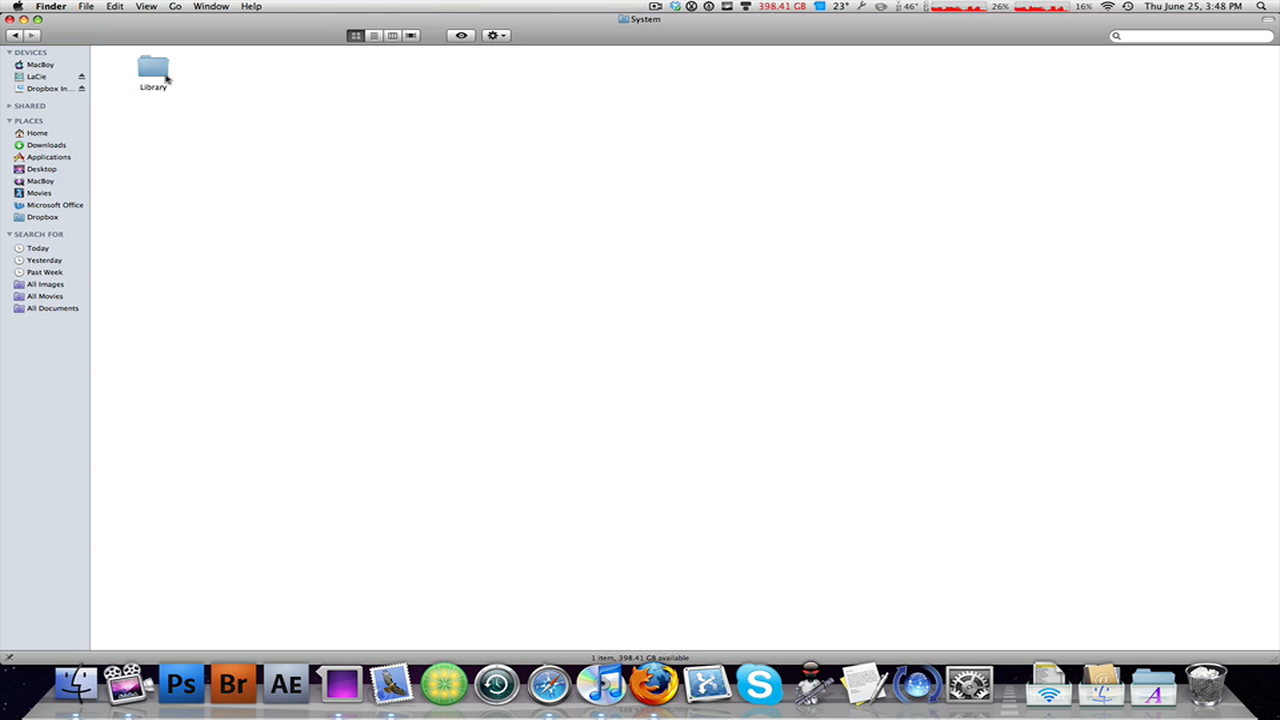 Finder File Edit View Go Window Help 398.41 GB 23° 46° 26% 16% Thu June 25, 3:48 PM
System
DEVICES
MacBoy
LaCie
Dropbox In...
SHARED
PLACES
Home
Downloads
Applications
Desktop
MacBoy
Movies
Microsoft Office
Dropbox
SEARCH FOR
Today
Yesterday
Past Week
All Images
All Movies
All Documents
Library
1 item, 398.41 GB available
Ps Br AE